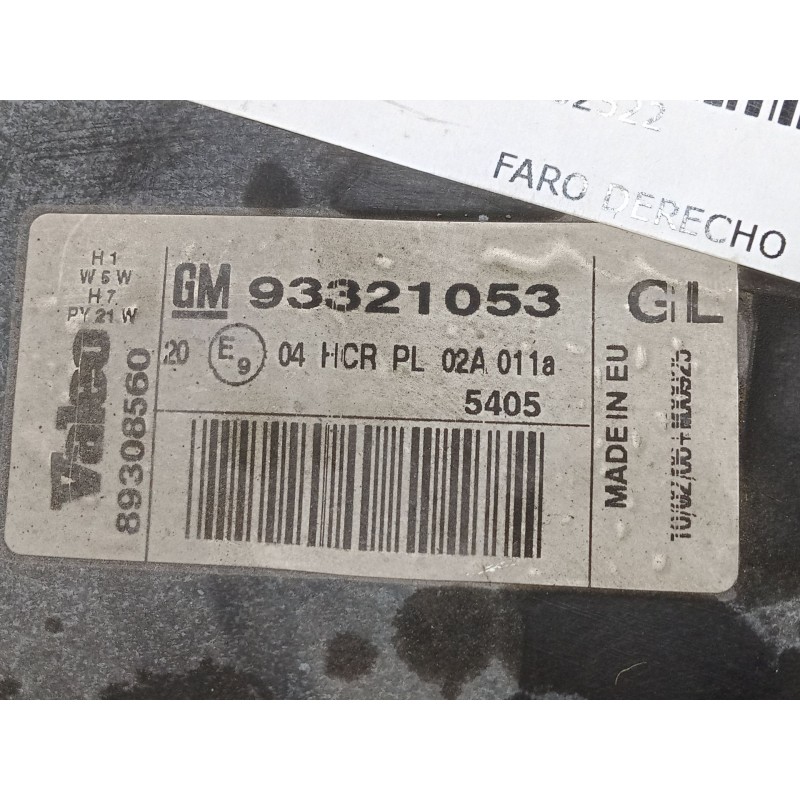 2522
FARO DERECHO
H1
W5W
H7
PY21W
Valeo
89308560
GM 93321053
20 E9 04 HCR PL 02A 011a
5405
GL
MADE IN EU